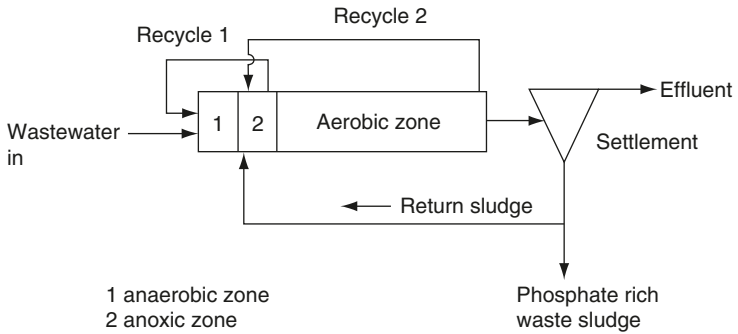 Recycle 2
Recycle 1
Effluent
1
2
Aerobic zone
Wastewater
in
Settlement
Return sludge
1 anaerobic zone
2 anoxic zone
Phosphate rich
waste sludge